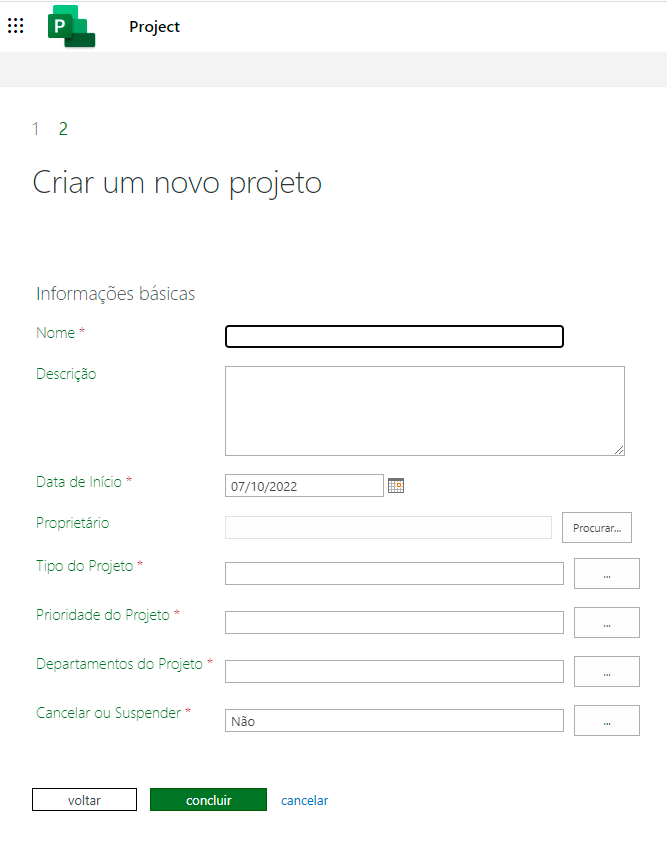 P Project
1 2
Criar um novo projeto
Informações básicas
Nome *
Descrição
Data de Início * 07/10/2022
Proprietário Procurar...
Tipo do Projeto * ...
Prioridade do Projeto * ...
Departamentos do Projeto * ...
Cancelar ou Suspender * Não ...
voltar concluir cancelar